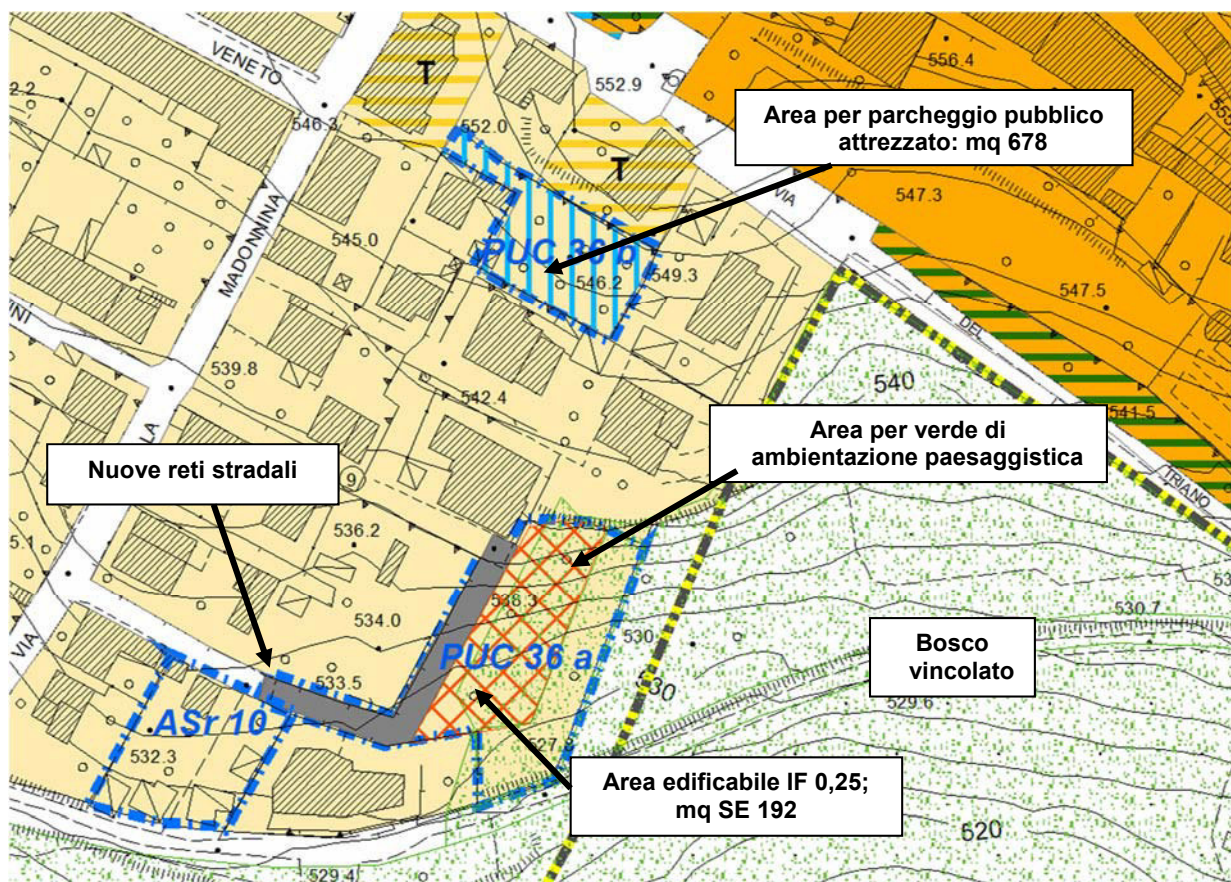 VENETO
552.9
556.4
T
Area per parcheggio pubblico
attrezzato: mq 678
546.3
552.0
T
VIA
547.3
MADONNINA
545.0
PUC 36 b
546.2
549.3
547.5
DEL
539.8
540
542.4
541.5
Area per verde di
ambientazione paesaggistica
Nuove reti stradali
LA
9
TRIANO
536.2
536.3
530.7
534.0
530
Bosco
vincolato
PUC 36 a
VIA
533.5
530
529.6
ASr 10
532.3
Area edificabile IF 0,25;
mq SE 192
520
529.4